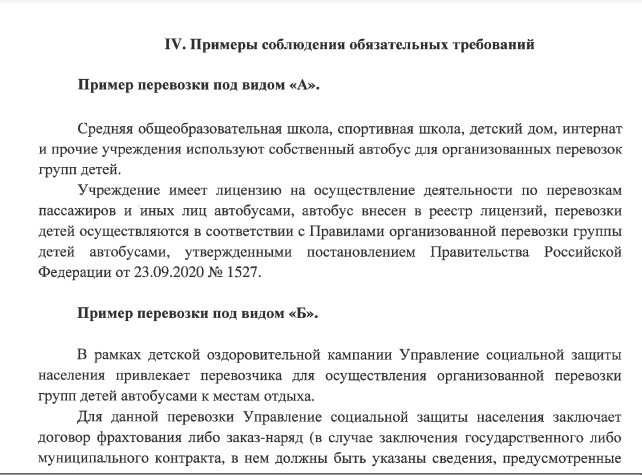 IV. Примеры соблюдения обязательных требований
Пример перевозки под видом «А».
Средняя общеобразовательная школа, спортивная школа, детский дом, интернат
и прочие учреждения используют собственный автобус для организованных перевозок
групп детей.
Учреждение имеет лицензию на осуществление деятельности по перевозкам
пассажиров и иных лиц автобусами, автобус внесен в реестр лицензий, перевозки
детей осуществляются в соответствии с Правилами организованной перевозки группы
детей автобусами, утвержденными постановлением Правительства Российской
Федерации от 23.09.2020 № 1527.
Пример перевозки под видом «Б».
В рамках детской оздоровительной кампании Управление социальной защиты
населения привлекает перевозчика для осуществления организованной перевозки
групп детей автобусами к местам отдыха.
Для данной перевозки Управление социальной защиты населения заключает
договор фрахтования либо заказ-наряд (в случае заключения государственного либо
муниципального контракта, в нем должны быть указаны сведения, предусмотренные